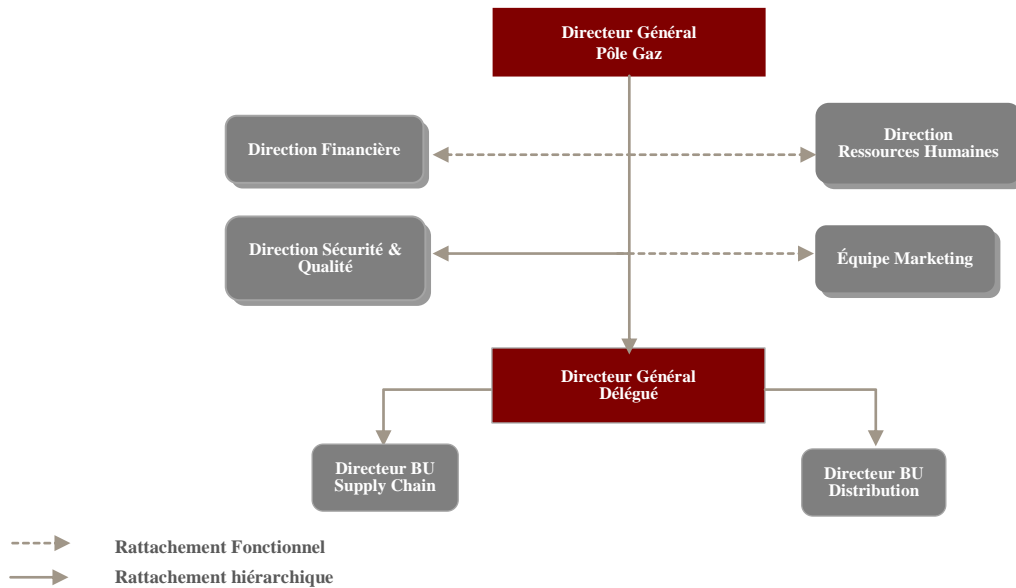 Directeur Général
Pôle Gaz
Direction Financière
Direction
Ressources Humaines
Direction Sécurité &
Qualité
Équipe Marketing
Directeur Général
Délégué
Directeur BU
Supply Chain
Directeur BU
Distribution
Rattachement Fonctionnel
Rattachement hiérarchique